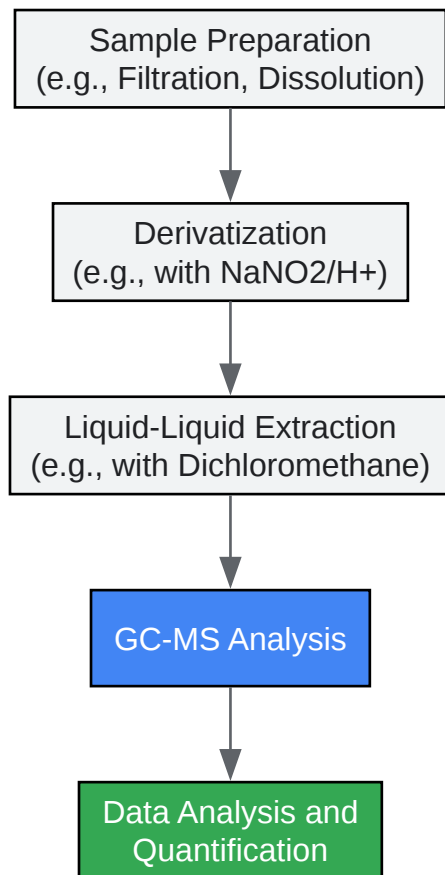 Sample Preparation
(e.g., Filtration, Dissolution)
Derivatization
(e.g., with NaNO2/H+)
Liquid-Liquid Extraction
(e.g., with Dichloromethane)
GC-MS Analysis
Data Analysis and
Quantification